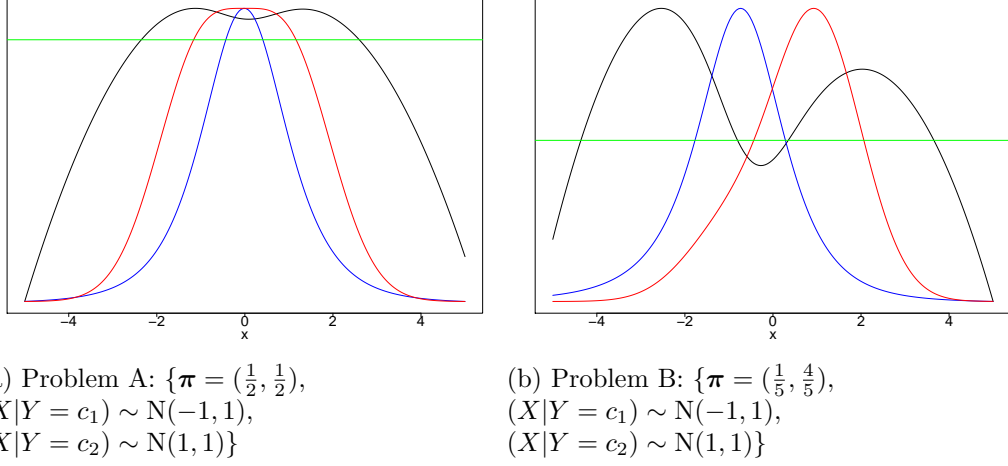 −4 −2 0 2 4
x
−4 −2 0 2 4
x
) Problem A: {π = (1/2, 1/2),
X|Y = c₁) ∼ N(−1, 1),
X|Y = c₂) ∼ N(1, 1)}
(b) Problem B: {π = (1/5, 4/5),
(X|Y = c₁) ∼ N(−1, 1),
(X|Y = c₂) ∼ N(1, 1)}